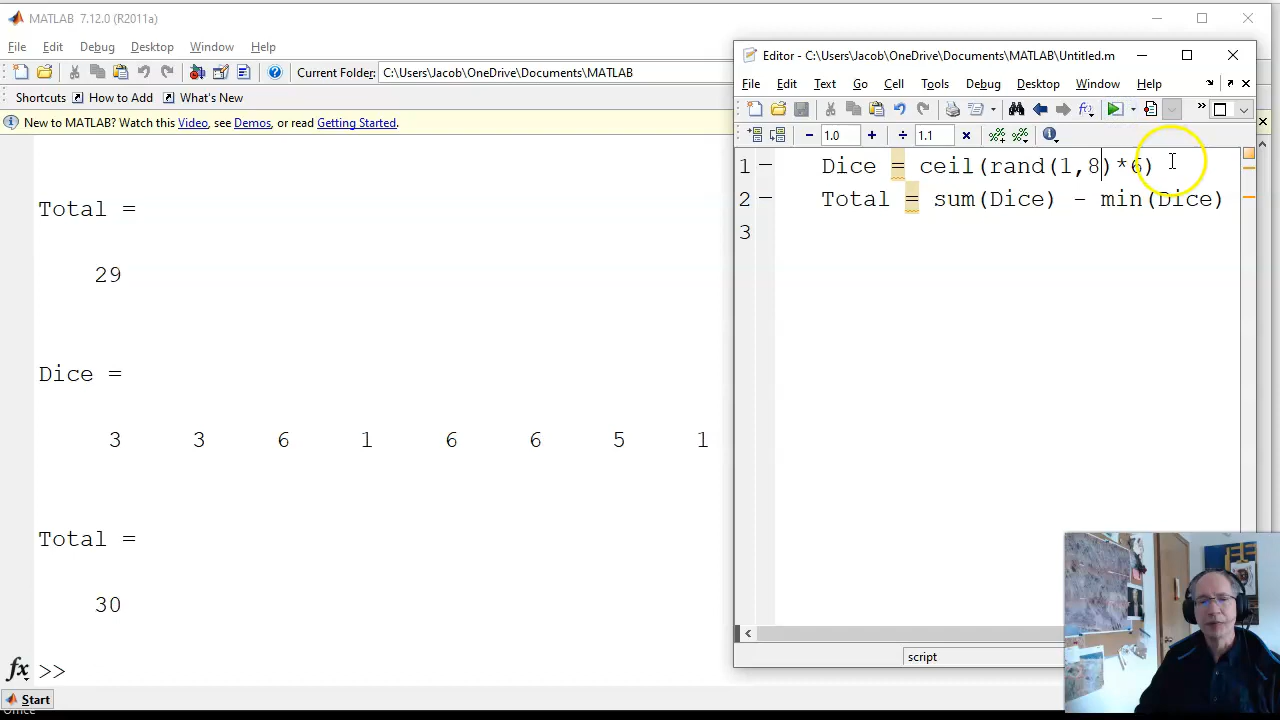 MATLAB 7.12.0 (R2011a)
File Edit Debug Desktop Window Help
Current Folder: C:\Users\Jacob\OneDrive\Documents\MATLAB
Shortcuts How to Add What's New
New to MATLAB? Watch this Video, see Demos, or read Getting Started.
Total =
29
Dice =
3 3 6 1 6 6 5 1
Total =
30
fx >>
Start
Editor - C:\Users\Jacob\OneDrive\Documents\MATLAB\Untitled.m
File Edit Text Go Cell Tools Debug Desktop Window Help
− 1.0 + ÷ 1.1 ×
1 Dice = ceil(rand(1,8)*6)
2 Total = sum(Dice) - min(Dice)
3
script